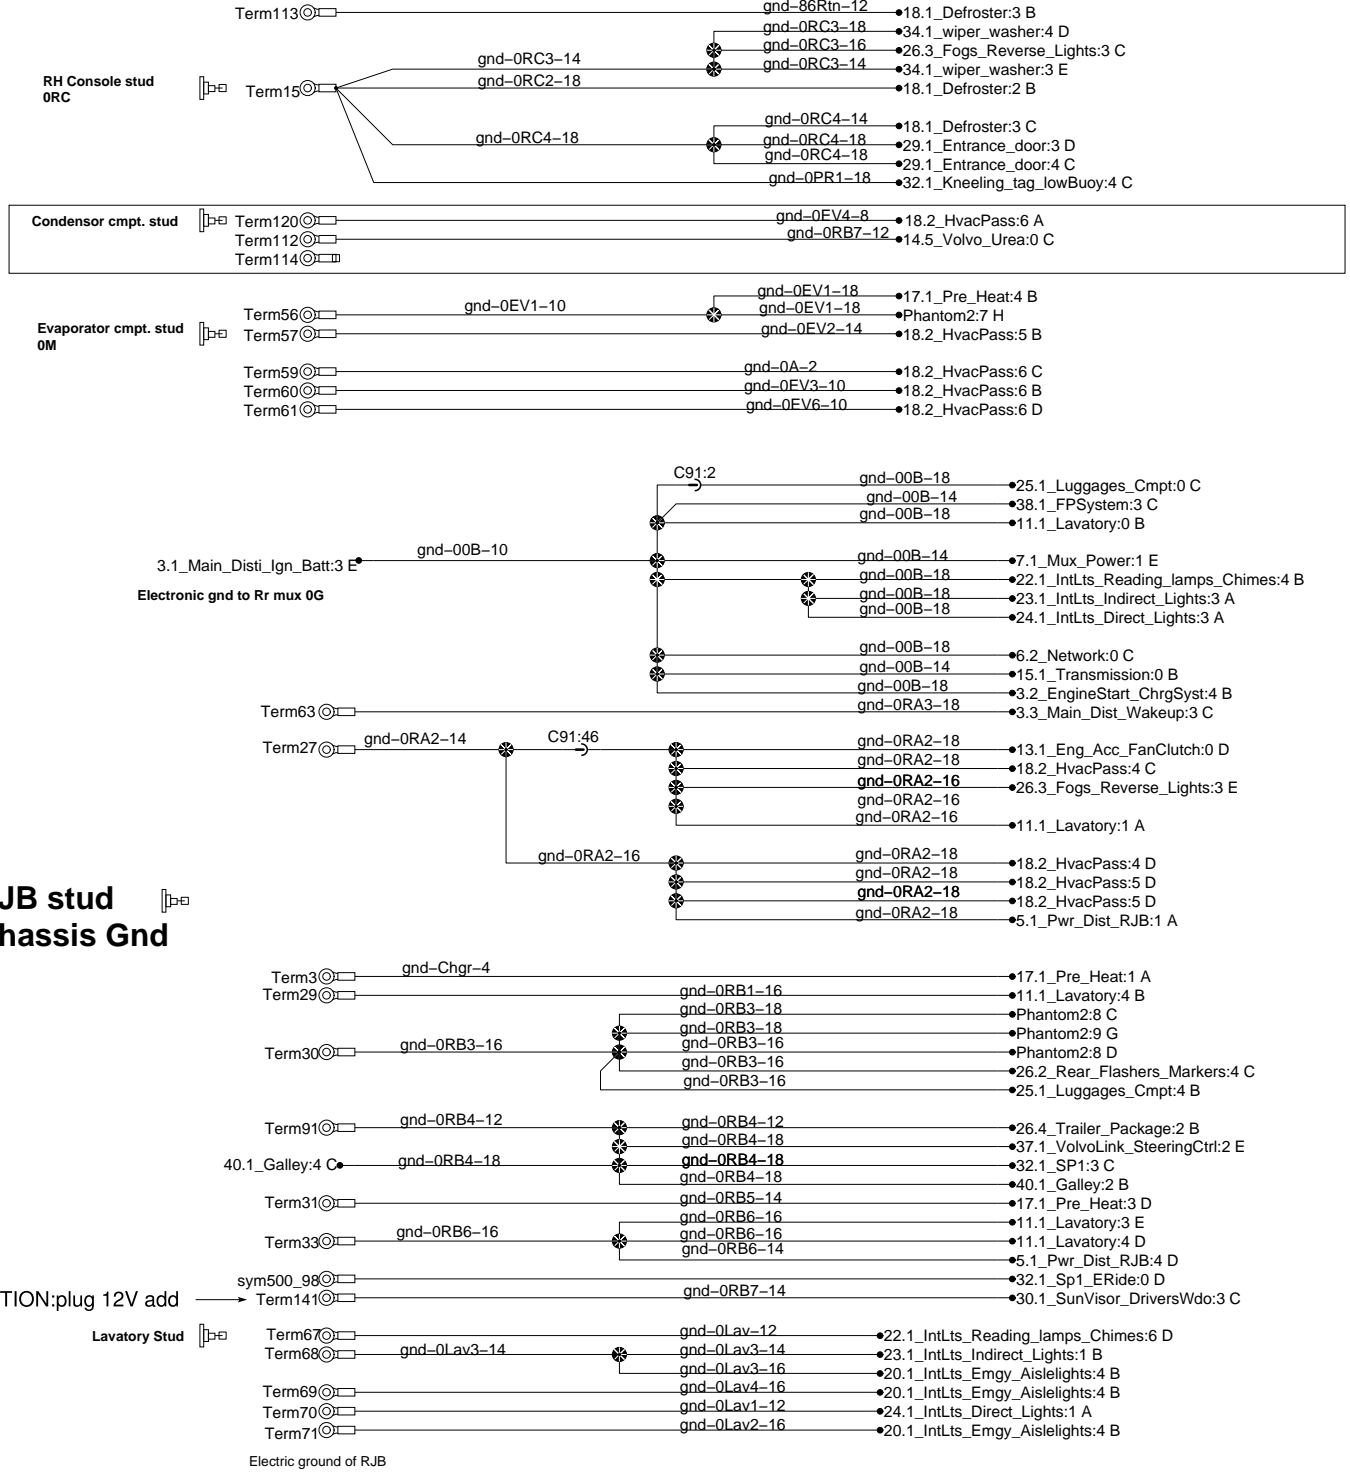 Term113 gnd-86Rtn-12 18.1_Defroster:3 B
gnd-0RC3-18 34.1_wiper_washer:4 D
gnd-0RC3-16 26.3_Fogs_Reverse_Lights:3 C
gnd-0RC3-14 gnd-0RC3-14 34.1_wiper_washer:3 E
RH Console stud
0RC
Term15 gnd-0RC2-18 18.1_Defroster:2 B
gnd-0RC4-14 18.1_Defroster:3 C
gnd-0RC4-18 gnd-0RC4-18 29.1_Entrance_door:3 D
gnd-0RC4-18 29.1_Entrance_door:4 C
gnd-0PR1-18 32.1_Kneeling_tag_lowBuoy:4 C
Condensor cmpt. stud Term120 gnd-0EV4-8 18.2_HvacPass:6 A
Term112 gnd-0RB7-12 14.5_Volvo_Urea:0 C
Term114
gnd-0EV1-18 17.1_Pre_Heat:4 B
Term56 gnd-0EV1-10 gnd-0EV1-18 Phantom2:7 H
Evaporator cmpt. stud
0M
Term57 gnd-0EV2-14 18.2_HvacPass:5 B
Term59 gnd-0A-2 18.2_HvacPass:6 C
Term60 gnd-0EV3-10 18.2_HvacPass:6 B
Term61 gnd-0EV6-10 18.2_HvacPass:6 D
C91:2 gnd-00B-18 25.1_Luggages_Cmpt:0 C
gnd-00B-14 38.1_FPSystem:3 C
gnd-00B-18 11.1_Lavatory:0 B
3.1_Main_Disti_Ign_Batt:3 E gnd-00B-10 gnd-00B-14 7.1_Mux_Power:1 E
gnd-00B-18 22.1_IntLts_Reading_lamps_Chimes:4 B
Electronic gnd to Rr mux 0G gnd-00B-18 23.1_IntLts_Indirect_Lights:3 A
gnd-00B-18 24.1_IntLts_Direct_Lights:3 A
gnd-00B-18 6.2_Network:0 C
gnd-00B-14 15.1_Transmission:0 B
gnd-00B-18 3.2_EngineStart_ChrgSyst:4 B
Term63 gnd-0RA3-18 3.3_Main_Dist_Wakeup:3 C
Term27 gnd-0RA2-14 C91:46 gnd-0RA2-18 13.1_Eng_Acc_FanClutch:0 D
gnd-0RA2-18 18.2_HvacPass:4 C
gnd-0RA2-16 26.3_Fogs_Reverse_Lights:3 E
gnd-0RA2-16
gnd-0RA2-16 11.1_Lavatory:1 A
gnd-0RA2-16 gnd-0RA2-18 18.2_HvacPass:4 D
gnd-0RA2-18 18.2_HvacPass:5 D
gnd-0RA2-18 18.2_HvacPass:5 D
gnd-0RA2-18 5.1_Pwr_Dist_RJB:1 A
JB stud
hassis Gnd
Term3 gnd-Chgr-4 17.1_Pre_Heat:1 A
Term29 gnd-0RB1-16 11.1_Lavatory:4 B
gnd-0RB3-18 Phantom2:8 C
gnd-0RB3-18 Phantom2:9 G
Term30 gnd-0RB3-16 gnd-0RB3-16 Phantom2:8 D
gnd-0RB3-16 26.2_Rear_Flashers_Markers:4 C
gnd-0RB3-16 25.1_Luggages_Cmpt:4 B
Term91 gnd-0RB4-12 gnd-0RB4-12 26.4_Trailer_Package:2 B
gnd-0RB4-18 37.1_VolvoLink_SteeringCtrl:2 E
40.1_Galley:4 C gnd-0RB4-18 gnd-0RB4-18 32.1_SP1:3 C
gnd-0RB4-18 40.1_Galley:2 B
Term31 gnd-0RB5-14 17.1_Pre_Heat:3 D
gnd-0RB6-16 11.1_Lavatory:3 E
Term33 gnd-0RB6-16 gnd-0RB6-16 11.1_Lavatory:4 D
gnd-0RB6-14 5.1_Pwr_Dist_RJB:4 D
sym500_98 32.1_Sp1_ERide:0 D
TION:plug 12V add Term141 gnd-0RB7-14 30.1_SunVisor_DriversWdo:3 C
Lavatory Stud Term67 gnd-0Lav-12 22.1_IntLts_Reading_lamps_Chimes:6 D
Term68 gnd-0Lav3-14 gnd-0Lav3-14 23.1_IntLts_Indirect_Lights:1 B
gnd-0Lav3-16 20.1_IntLts_Emgy_Aislelights:4 B
Term69 gnd-0Lav4-16 20.1_IntLts_Emgy_Aislelights:4 B
Term70 gnd-0Lav1-12 24.1_IntLts_Direct_Lights:1 A
Term71 gnd-0Lav2-16 20.1_IntLts_Emgy_Aislelights:4 B
Electric ground of RJB